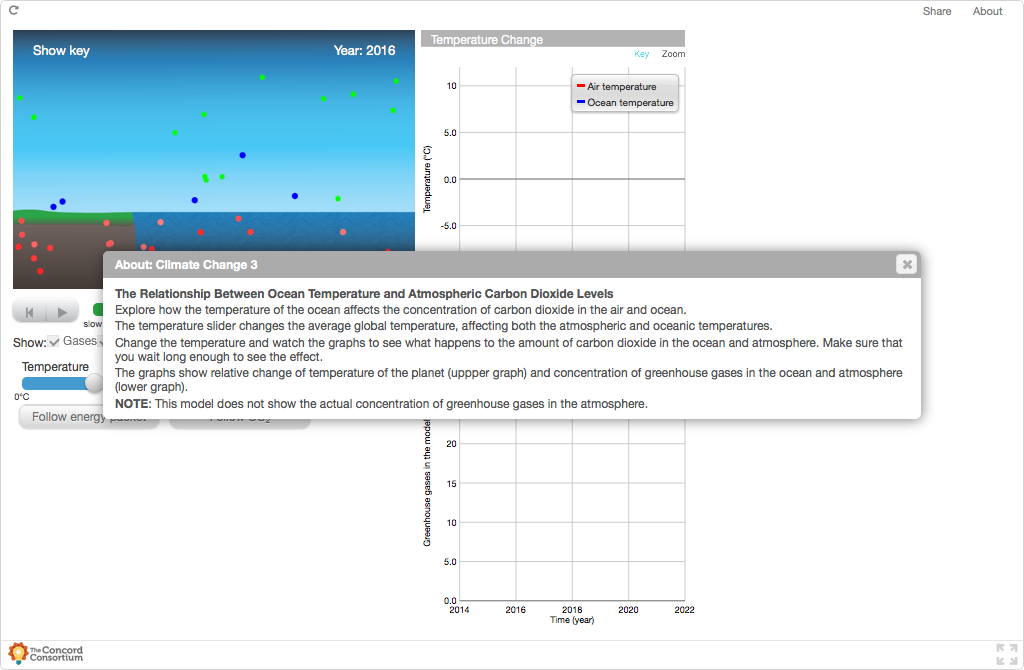 Share About
Show key
Year: 2016
Temperature Change
Key Zoom
Air temperature
Ocean temperature
Temperature (°C)
10
5.0
0.0
-5.0
About: Climate Change 3
The Relationship Between Ocean Temperature and Atmospheric Carbon Dioxide Levels
Explore how the temperature of the ocean affects the concentration of carbon dioxide in the air and ocean.
The temperature slider changes the average global temperature, affecting both the atmospheric and oceanic temperatures.
Change the temperature and watch the graphs to see what happens to the amount of carbon dioxide in the ocean and atmosphere. Make sure that
you wait long enough to see the effect.
The graphs show relative change of temperature of the planet (uppper graph) and concentration of greenhouse gases in the ocean and atmosphere
(lower graph).
NOTE: This model does not show the actual concentration of greenhouse gases in the atmosphere.
slow
Show: Gases
Temperature
0°C
Follow energy packet
Follow CO₂
Greenhouse gases in the model
20
15
10
5.0
0.0
2014 2016 2018 2020 2022
Time (year)
The Concord
Consortium